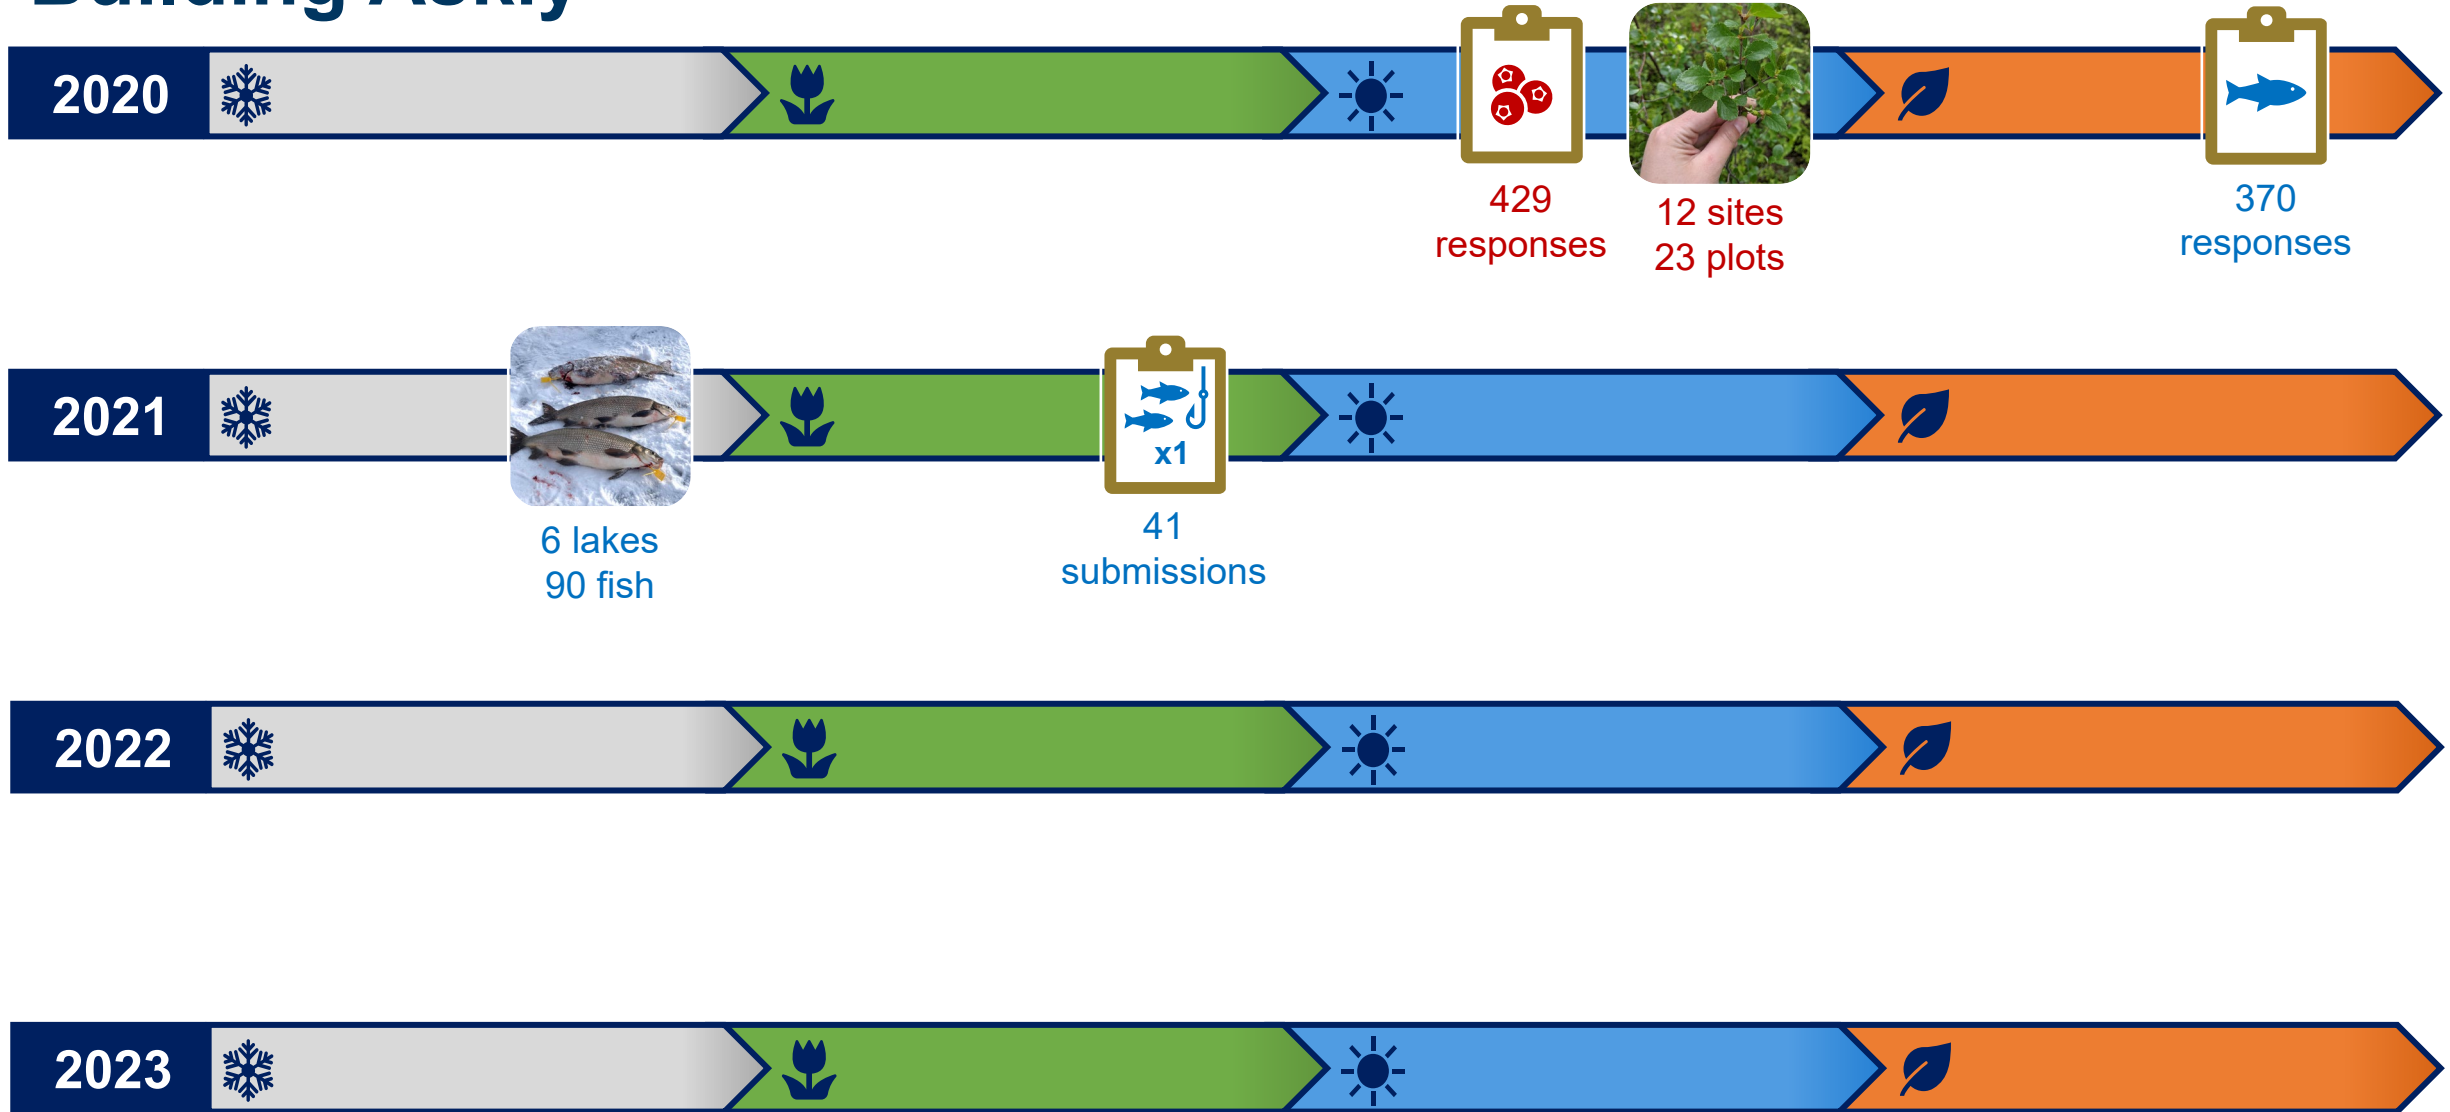 2020
429
responses
12 sites
23 plots
370
responses
2021
x1
6 lakes
90 fish
41
submissions
2022
2023